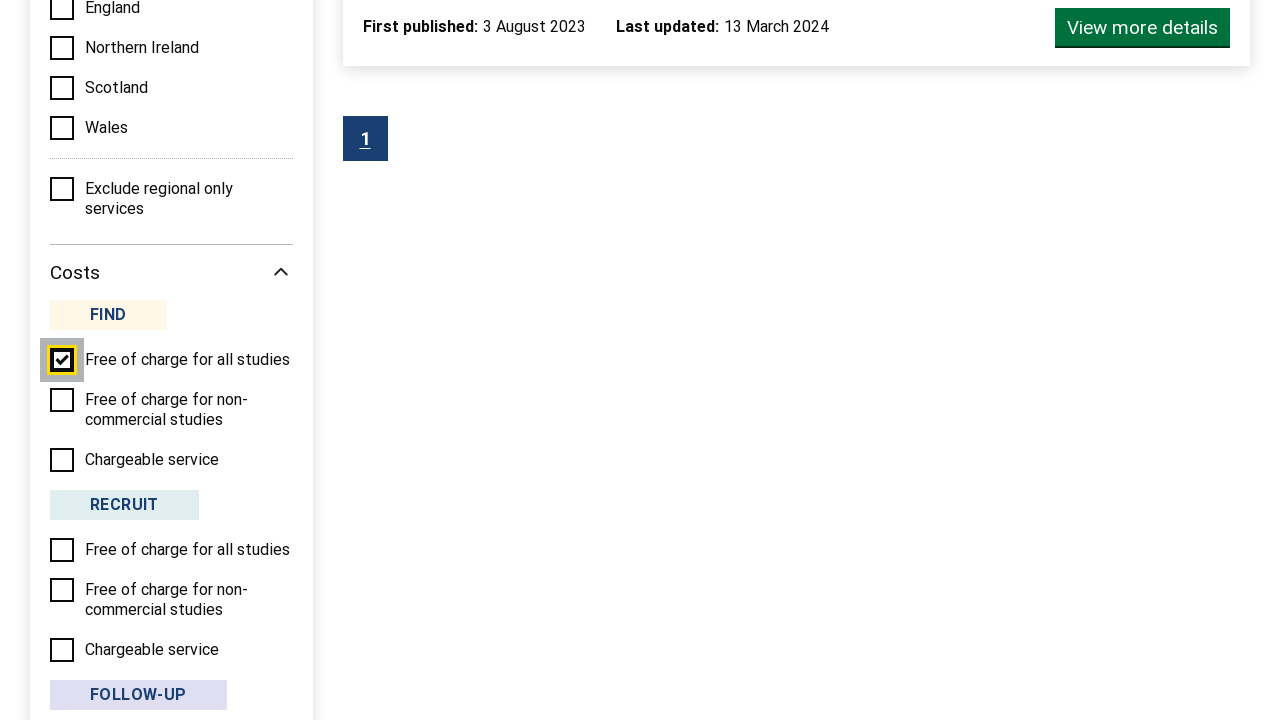 England
Northern Ireland
Scotland
Wales
Exclude regional only
services
Costs
FIND
Free of charge for all studies
Free of charge for non-
commercial studies
Chargeable service
RECRUIT
Free of charge for all studies
Free of charge for non-
commercial studies
Chargeable service
FOLLOW-UP
First published: 3 August 2023 Last updated: 13 March 2024
View more details
1